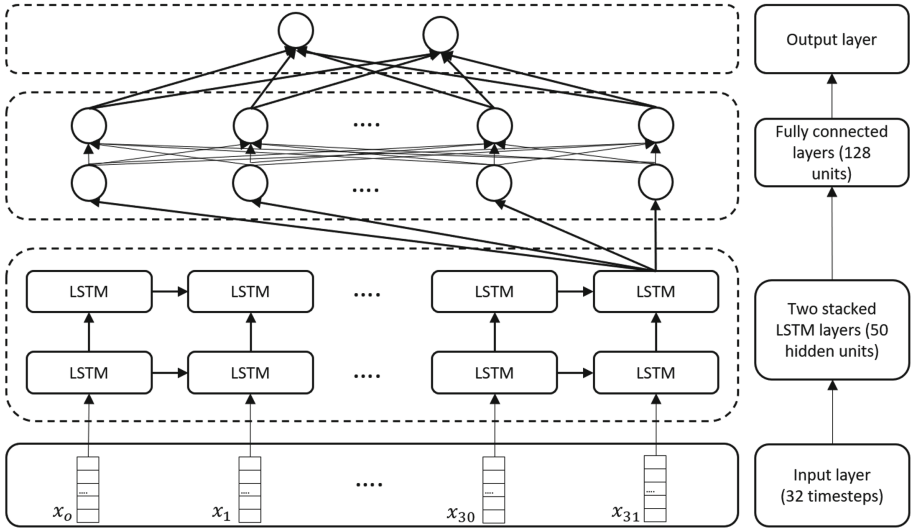 Output layer
....
Fully connected
layers (128
units)
....
LSTM
LSTM
....
LSTM
LSTM
Two stacked
LSTM layers (50
hidden units)
LSTM
LSTM
....
LSTM
LSTM
Input layer
(32 timesteps)
....
....
....
....
....
x_o
x_1
x_30
x_31